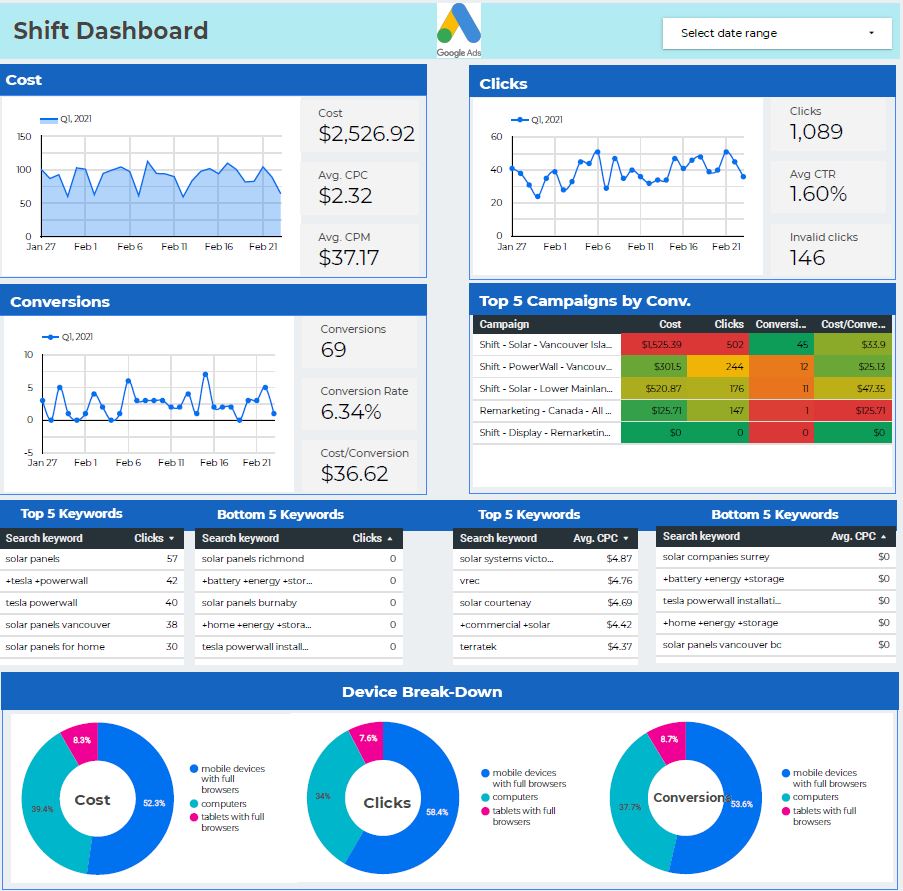 Shift Dashboard
Google Ads
Select date range
Cost
Q1, 2021
150
100
50
0
Jan 27 Feb 1 Feb 6 Feb 11 Feb 16 Feb 21
Cost
$2,526.92
Avg. CPC
$2.32
Avg. CPM
$37.17
Clicks
Q1, 2021
60
40
20
0
Jan 27 Feb 1 Feb 6 Feb 11 Feb 16 Feb 21
Clicks
1,089
Avg CTR
1.60%
Invalid clicks
146
Conversions
Q1, 2021
10
5
0
-5
Jan 27 Feb 1 Feb 6 Feb 11 Feb 16 Feb 21
Conversions
69
Conversion Rate
6.34%
Cost/Conversion
$36.62
Top 5 Campaigns by Conv.
Campaign Cost Clicks Conversi... Cost/Conve...
Shift - Solar - Vancouver Isla... $1,525.39 502 45 $33.9
Shift - PowerWall - Vancouv... $301.5 244 12 $25.13
Shift - Solar - Lower Mainlan... $520.87 176 11 $47.35
Remarketing - Canada - All ... $125.71 147 1 $125.71
Shift - Display - Remarketin... $0 0 0 $0
Top 5 Keywords
Search keyword Clicks
solar panels 57
+tesla +powerwall 42
tesla powerwall 40
solar panels vancouver 38
solar panels for home 30
Bottom 5 Keywords
Search keyword Clicks
solar panels richmond 0
+battery +energy +stor... 0
solar panels burnaby 0
+home +energy +stora... 0
tesla powerwall install... 0
Top 5 Keywords
Search keyword Avg. CPC
solar systems victo... $4.87
vrec $4.76
solar courtenay $4.69
+commercial +solar $4.42
terratek $4.37
Bottom 5 Keywords
Search keyword Avg. CPC
solar companies surrey $0
+battery +energy +storage $0
tesla powerwall installati... $0
+home +energy +storage $0
solar panels vancouver bc $0
Device Break-Down
8.3%
39.4%
52.3%
Cost
mobile devices
with full
browsers
computers
tablets with full
browsers
7.6%
34%
58.4%
Clicks
mobile devices
with full browsers
computers
tablets with full
browsers
8.7%
37.7%
53.6%
Conversions
mobile devices
with full browsers
computers
tablets with full
browsers